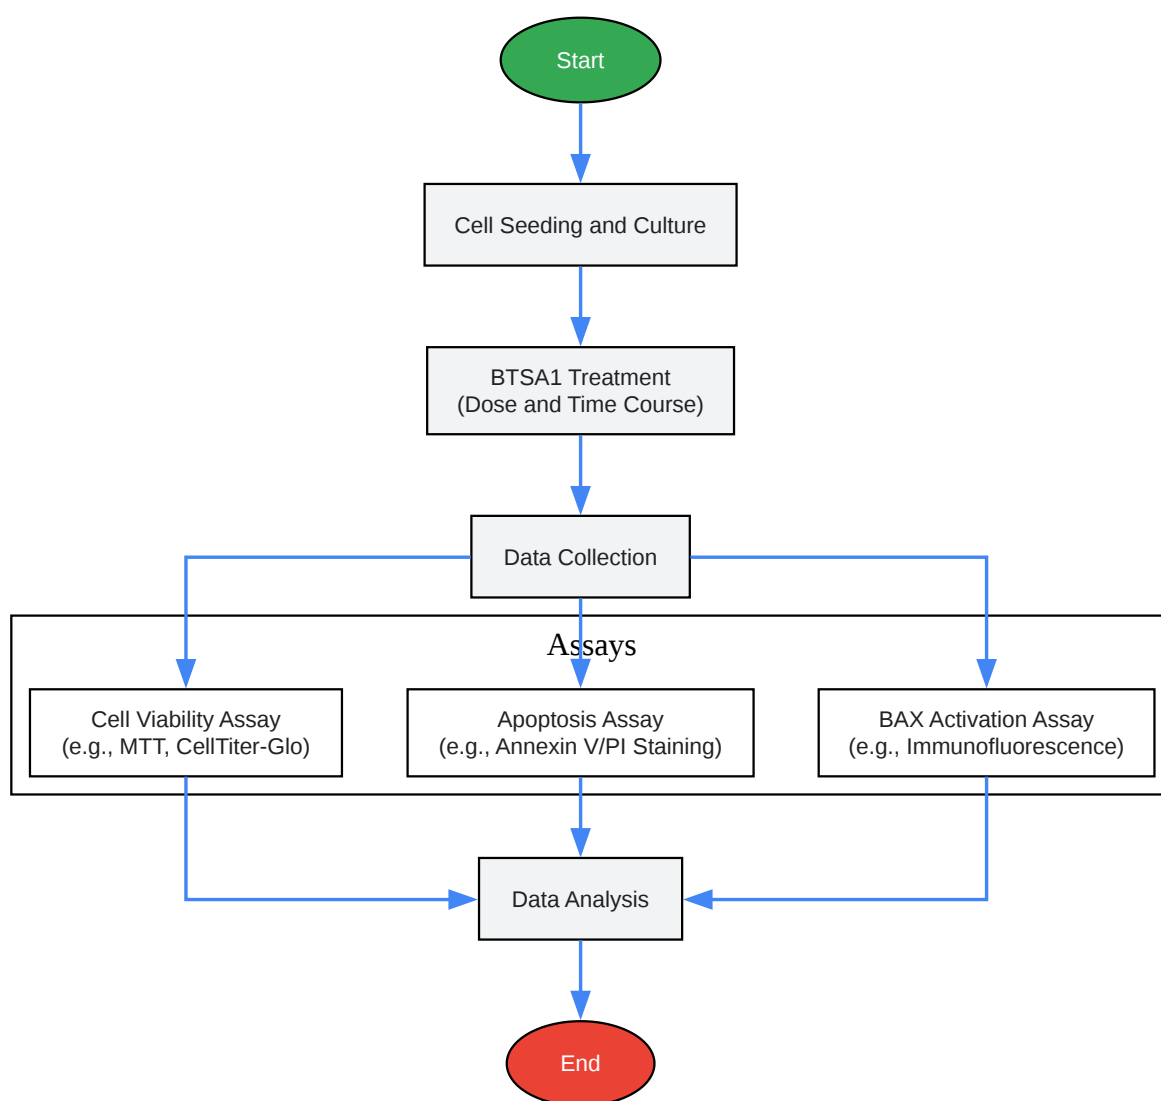 Start
Cell Seeding and Culture
BTSA1 Treatment
(Dose and Time Course)
Data Collection
Assays
Cell Viability Assay
(e.g., MTT, CellTiter-Glo)
Apoptosis Assay
(e.g., Annexin V/PI Staining)
BAX Activation Assay
(e.g., Immunofluorescence)
Data Analysis
End